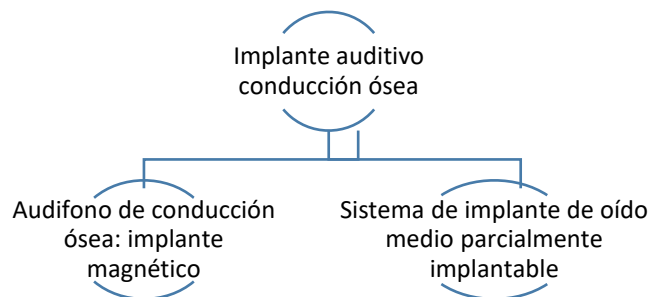 Implante auditivo
conducción ósea
Audifono de conducción
ósea: implante
magnético
Sistema de implante de oído
medio parcialmente
implantable